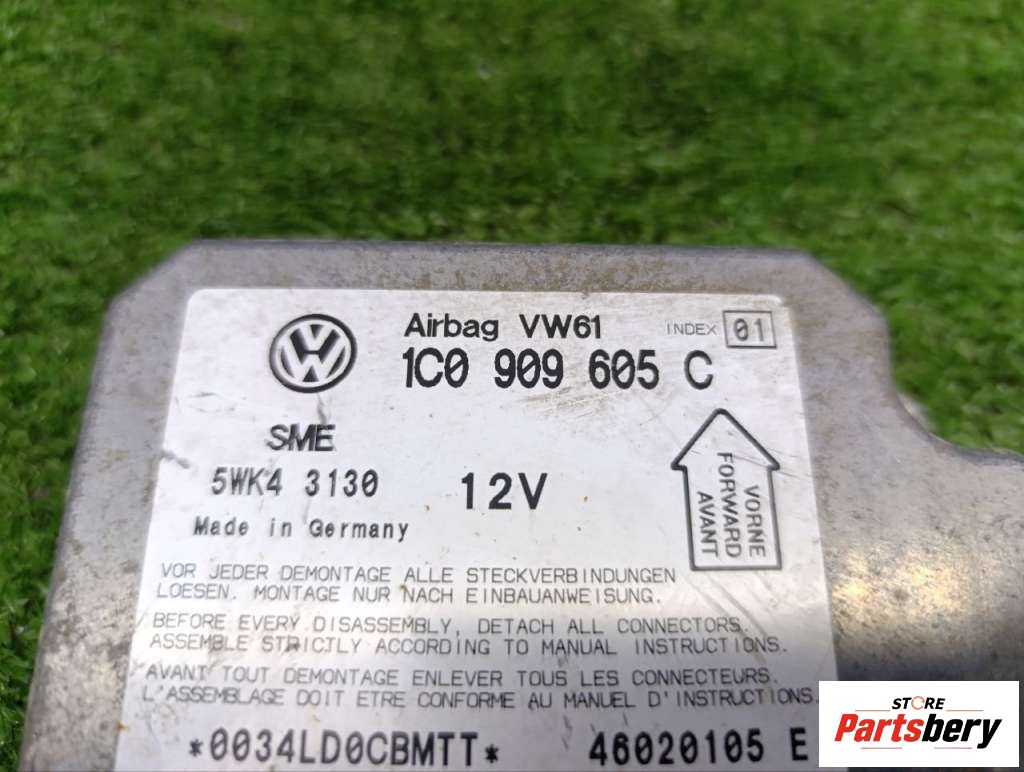 Airbag VW61 INDEX 01
1C0 909 605 C
SME
5WK4 3130 12V
Made in Germany
VORNE
FORWARD
AVANT
VOR JEDER DEMONTAGE ALLE STECKVERBINDUNGEN
LOESEN. MONTAGE NUR NACH EINBAUANWEISUNG.
BEFORE EVERY DISASSEMBLY, DETACH ALL CONNECTORS.
ASSEMBLE STRICTLY ACCORDING TO MANUAL INSTRUCTIONS.
AVANT TOUT DEMONTAGE ENLEVER TOUS LES CONNECTEURS.
L'ASSEMBLAGE DOIT ETRE CONFORME AU MANUEL D'INSTRUCTIONS.
*0034LD0CBMTT* 46020105 E
STORE
Partsbery